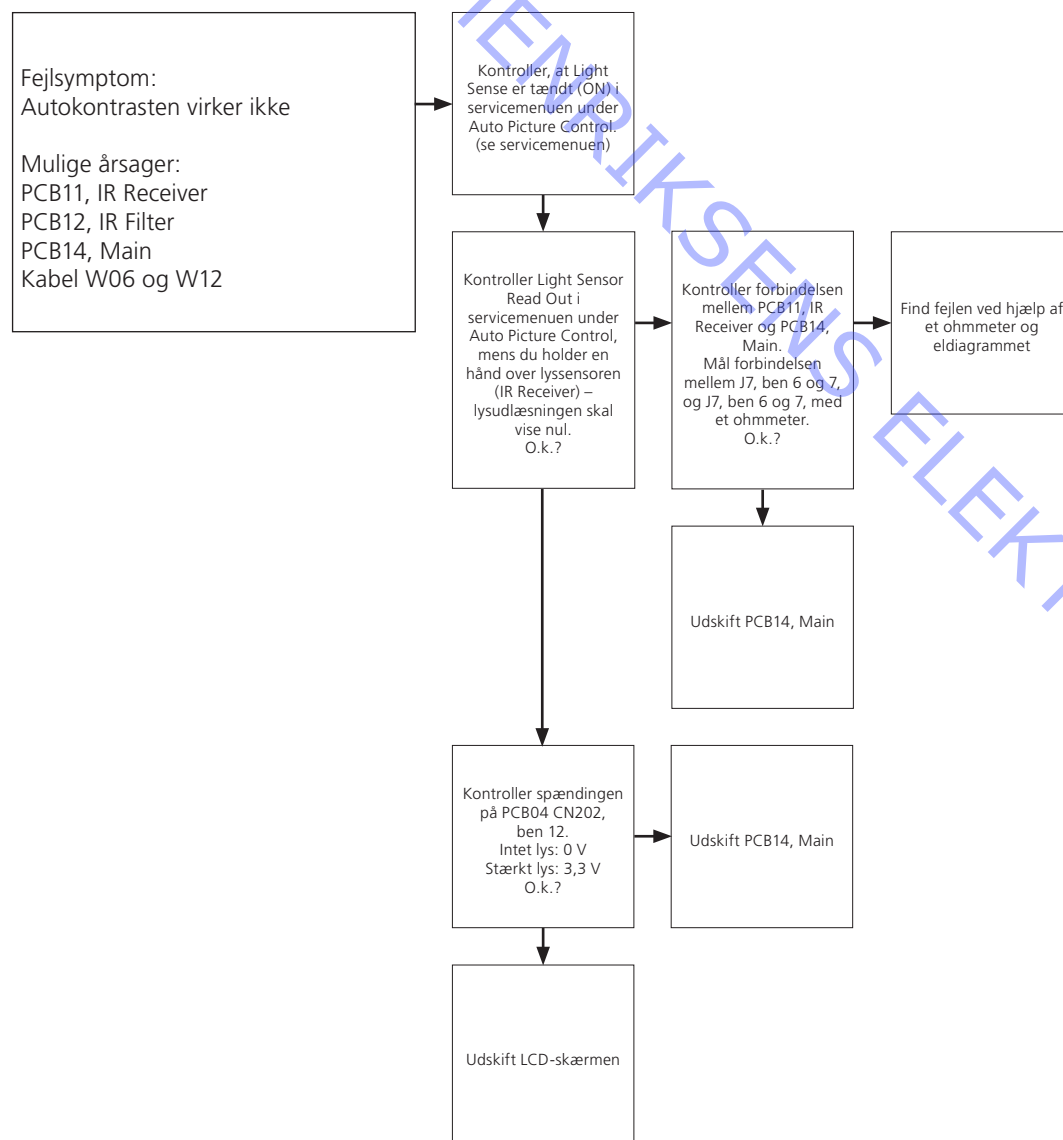 Fejlsymptom:
Autokontrasten virker ikke
Mulige årsager:
PCB11, IR Receiver
PCB12, IR Filter
PCB14, Main
Kabel W06 og W12
Kontroller, at Light
Sense er tændt (ON) i
servicemenuen under
Auto Picture Control.
(se servicemenuen)
Kontroller Light Sensor
Read Out i
servicemenuen under
Auto Picture Control,
mens du holder en
hånd over lyssensoren
(IR Receiver) –
lysudlæsningen skal
vise nul.
O.k.?
Kontroller forbindelsen
mellem PCB11, IR
Receiver og PCB14,
Main.
Mål forbindelsen
mellem J7, ben 6 og 7,
og J7, ben 6 og 7, med
et ohmmeter.
O.k.?
Find fejlen ved hjælp af
et ohmmeter og
eldiagrammet
Udskift PCB14, Main
Kontroller spændingen
på PCB04 CN202,
ben 12.
Intet lys: 0 V
Stærkt lys: 3,3 V
O.k.?
Udskift PCB14, Main
Udskift LCD-skærmen
ENRIKSENS ELEKT